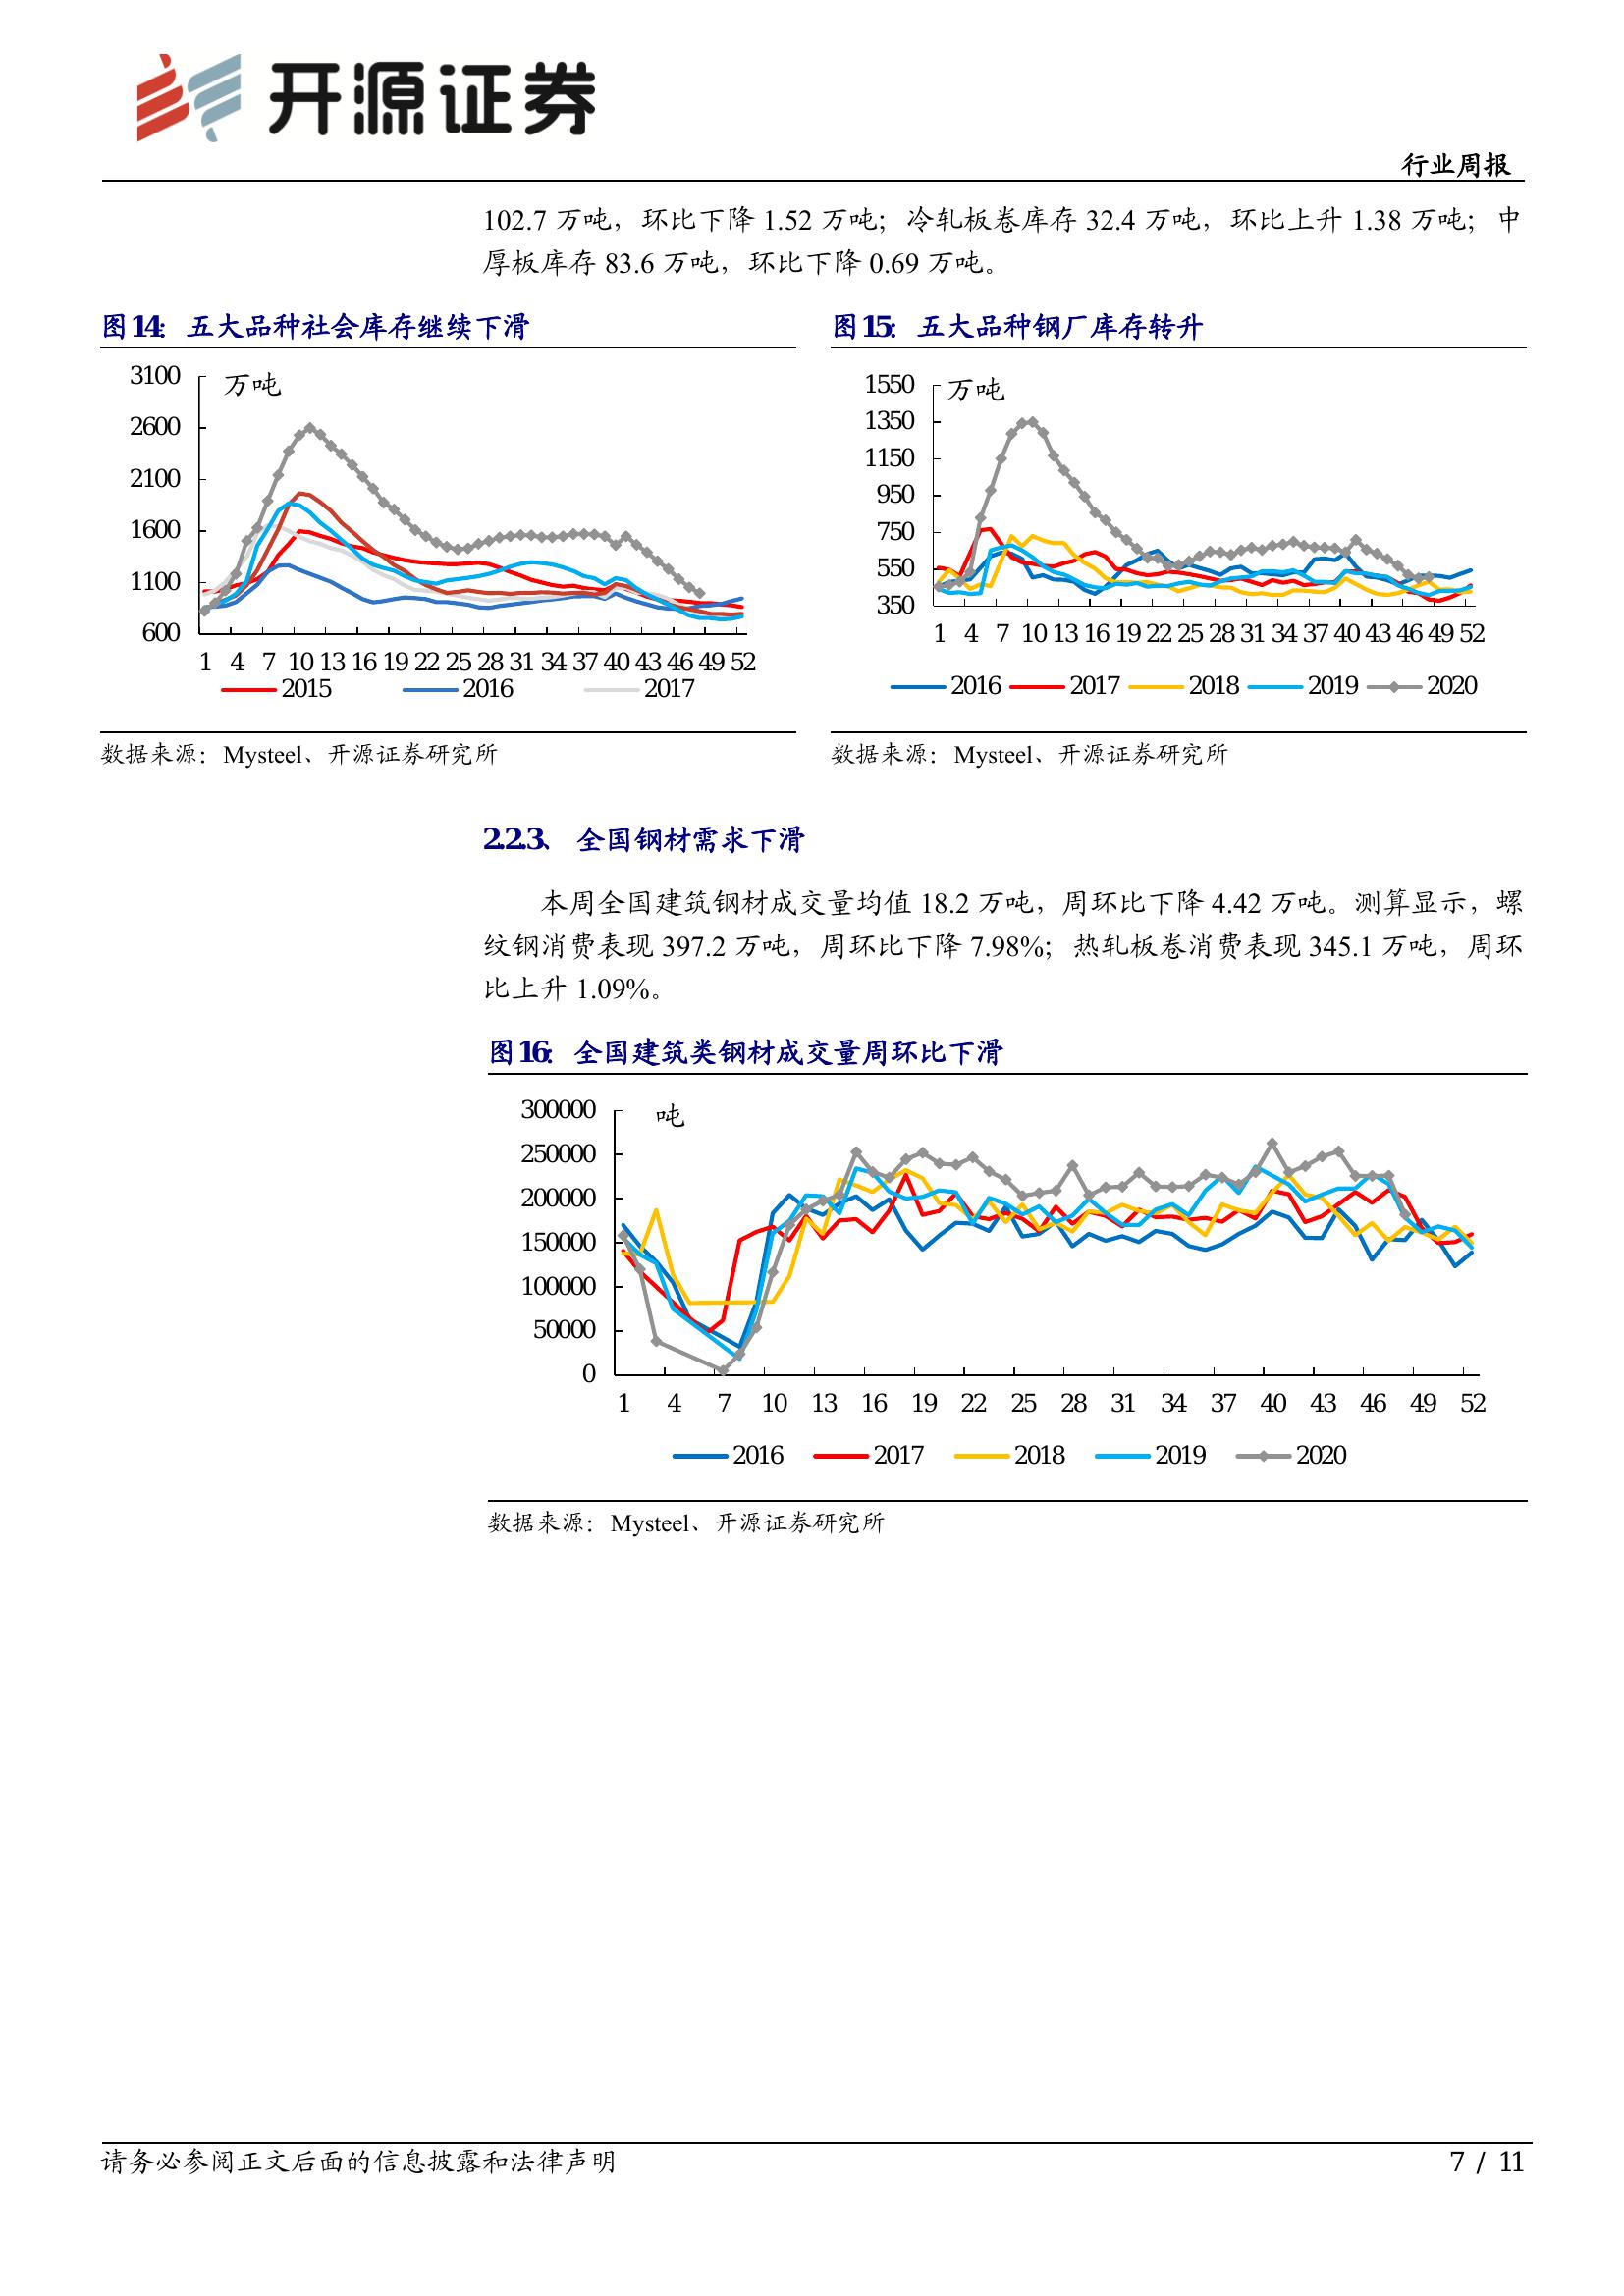 开源证券
行业周报
102.7 万吨，环比下降 1.52 万吨；冷轧板卷库存 32.4 万吨，环比上升 1.38 万吨；中
厚板库存 83.6 万吨，环比下降 0.69 万吨。
图14：五大品种社会库存继续下滑
3100
2600
2100
1600
1100
600
万吨
1 4 7 10 13 16 19 22 25 28 31 34 37 40 43 46 49 52
2015 2016 2017
数据来源：Mysteel、开源证券研究所
图15：五大品种钢厂库存转升
1550
1350
1150
950
750
550
350
万吨
1 4 7 10 13 16 19 22 25 28 31 34 37 40 43 46 49 52
2016 2017 2018 2019 2020
数据来源：Mysteel、开源证券研究所
2.2.3、 全国钢材需求下滑
本周全国建筑钢材成交量均值 18.2 万吨，周环比下降 4.42 万吨。测算显示，螺
纹钢消费表现 397.2 万吨，周环比下降 7.98%；热轧板卷消费表现 345.1 万吨，周环
比上升 1.09%。
图16：全国建筑类钢材成交量周环比下滑
300000
250000
200000
150000
100000
50000
0
吨
1 4 7 10 13 16 19 22 25 28 31 34 37 40 43 46 49 52
2016 2017 2018 2019 2020
数据来源：Mysteel、开源证券研究所
请务必参阅正文后面的信息披露和法律声明
7 / 11